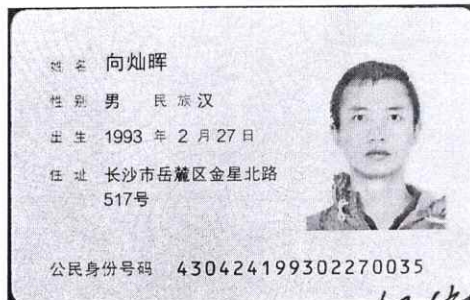 姓名 向灿晖
性别 男 民族 汉
出生 1993 年 2 月 27 日
住址 长沙市岳麓区金星北路
517号
公民身份号码 430424199302270035